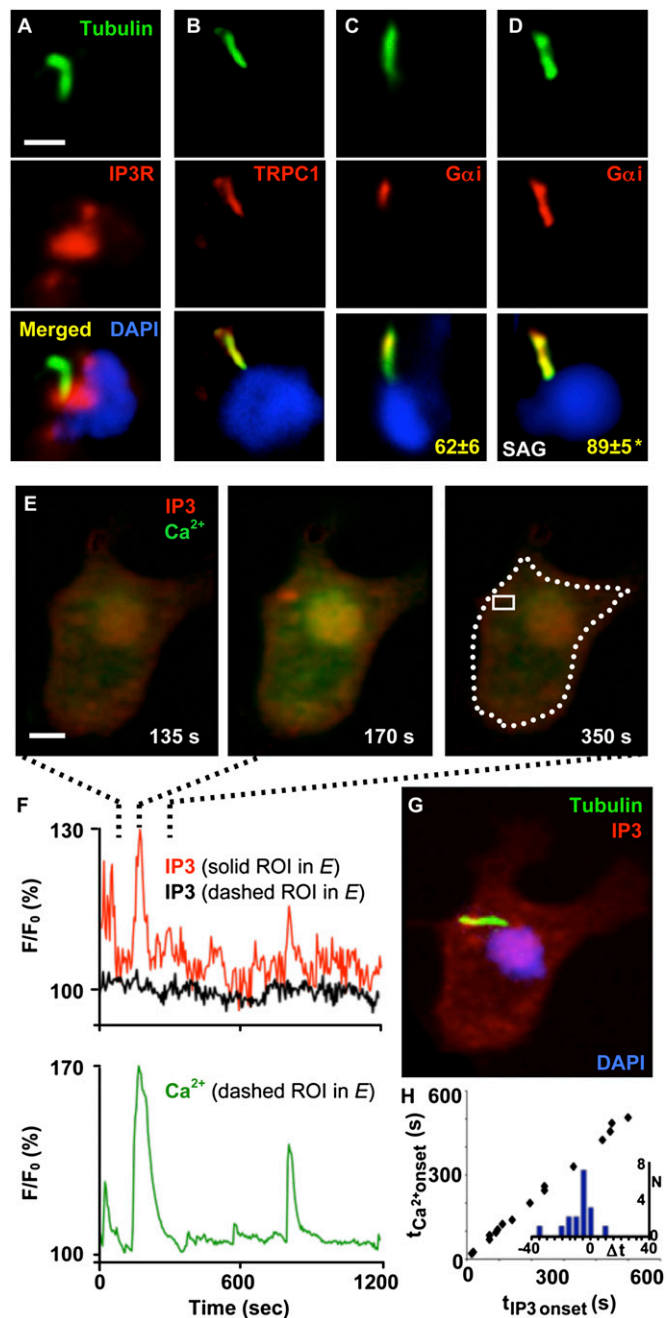 A
B
C
D
Tubulin
IP3R
TRPC1
Gαi
Gαi
Merged
DAPI
62±6
SAG
89±5*
E
IP3
Ca²⁺
135 s
170 s
350 s
F
130
IP3 (solid ROI in E)
IP3 (dashed ROI in E)
F/F₀ (%)
100
170
Ca²⁺ (dashed ROI in E)
F/F₀ (%)
100
0
600
1200
Time (sec)
G
Tubulin
IP3
DAPI
H
600
tCa²⁺onset (s)
300
0
8
N
4
0
-40
0
Δt
40
0
300
600
tIP3 onset (s)